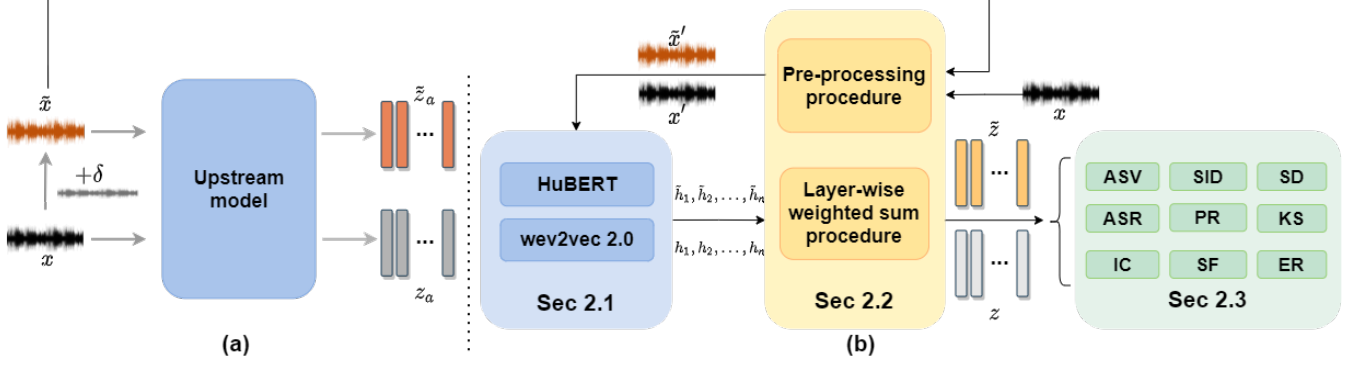 x̃
+δ
x
Upstream
model
z̃ₐ
...
...
zₐ
(a)
x̃′
x′
HuBERT
wev2vec 2.0
Sec 2.1
h̃₁, h̃₂, . . . , h̃ₙ
h₁, h₂, . . . , hₙ
Pre-processing
procedure
Layer-wise
weighted sum
procedure
Sec 2.2
(b)
x
z̃
...
...
z
ASV SID SD
ASR PR KS
IC SF ER
Sec 2.3